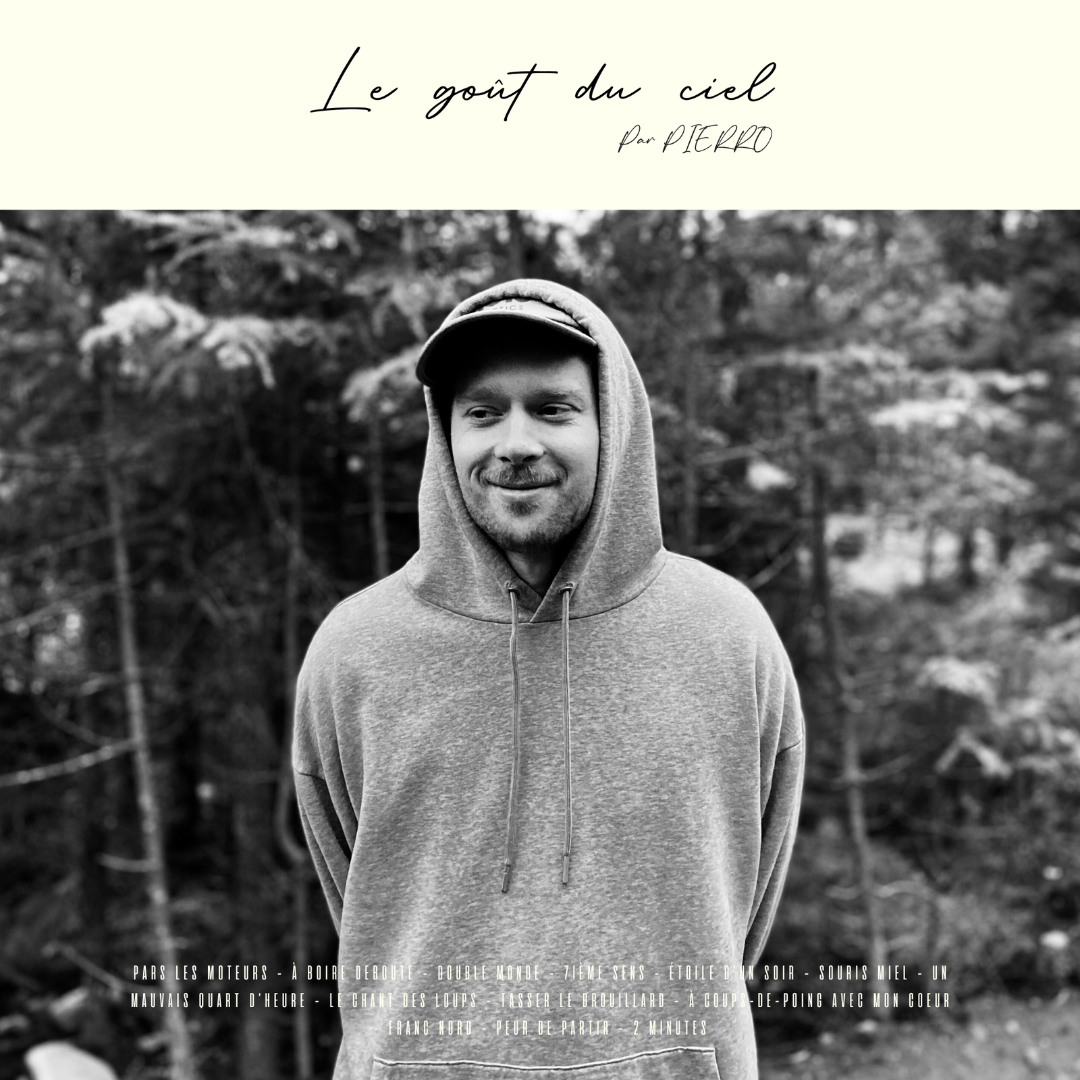 Le goût du ciel
Par PIERRO
PARS LES MOTEURS - À BOIRE DEBOUTE - DOUBLE MONDE - 7IÈME SENS - ÉTOILE D'UN SOIR - SOURIS MIEL - UN
MAUVAIS QUART D'HEURE - LE CHANT DES LOUPS - TASSER LE BROUILLARD - À COUPS-DE-POING AVEC MON COEUR
- FRANC NORD - PEUR DE PARTIR - 2 MINUTES